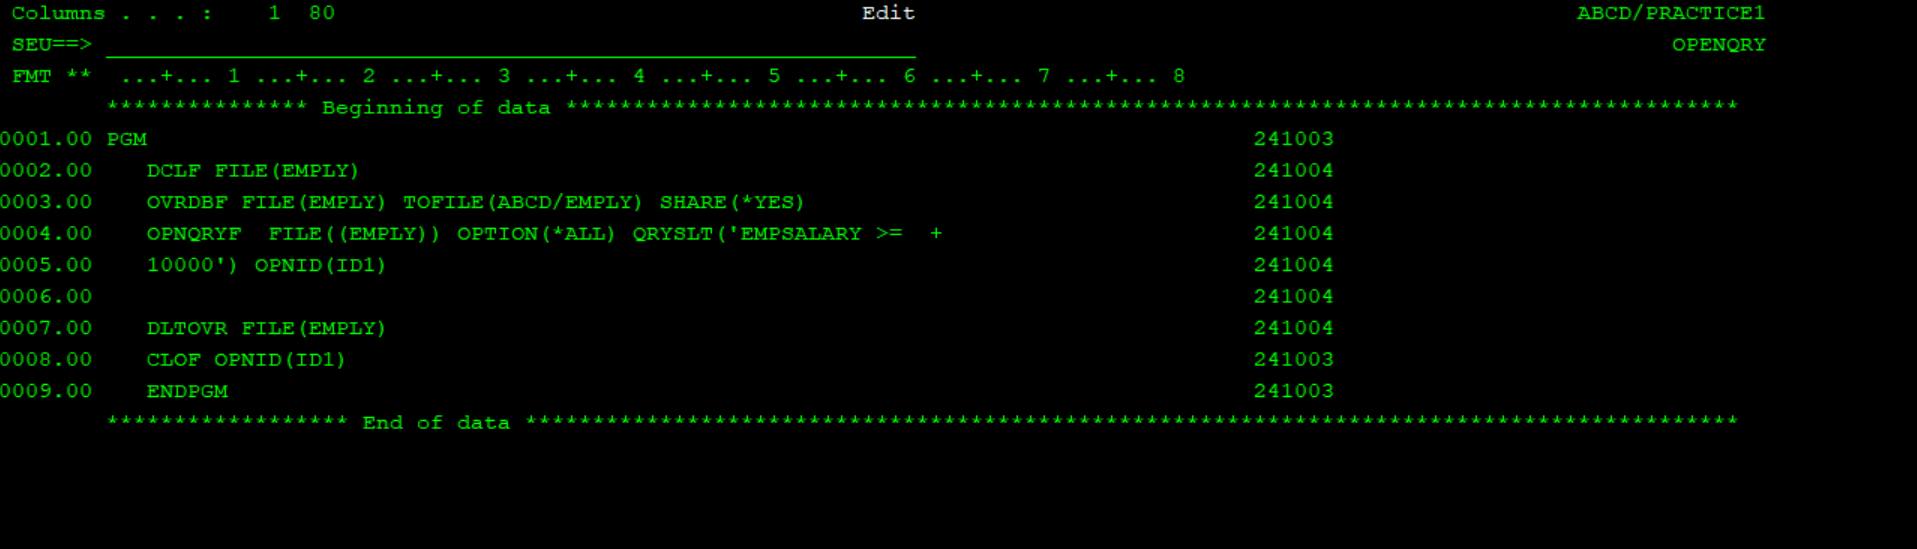 Columns . . . :    1  80                                        Edit                                                 ABCD/PRACTICE1
SEU==> ____________________________________________________________                                                 OPENQRY
FMT **  ...+... 1 ...+... 2 ...+... 3 ...+... 4 ...+... 5 ...+... 6 ...+... 7 ...+... 8
*************** Beginning of data ***************************************************************************************
0001.00 PGM                                                                                  241003
0002.00    DCLF FILE(EMPLY)                                                                  241004
0003.00    OVRDBF FILE(EMPLY) TOFILE(ABCD/EMPLY) SHARE(*YES)                                 241004
0004.00    OPNQRYF  FILE((EMPLY)) OPTION(*ALL) QRYSLT('EMPSALARY >=  +                       241004
0005.00    10000') OPNID(ID1)                                                                241004
0006.00                                                                                      241004
0007.00    DLTOVR FILE(EMPLY)                                                                241004
0008.00    CLOF OPNID(ID1)                                                                   241003
0009.00    ENDPGM                                                                            241003
****************** End of data ******************************************************************************************